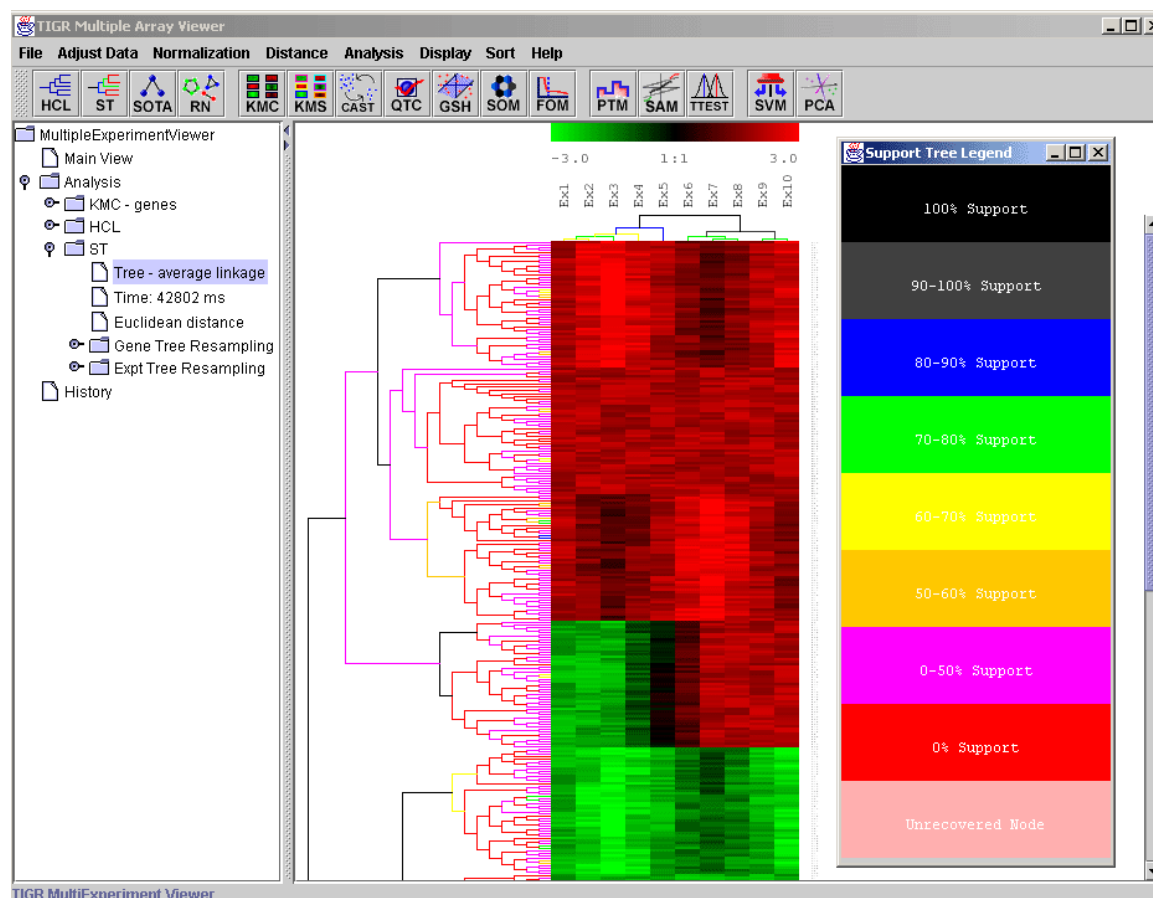 TIGR Multiple Array Viewer
File Adjust Data Normalization Distance Analysis Display Sort Help
HCL ST SOTA RN KMC KMS CAST QTC GSH SOM FOM PTM SAM TTEST SVM PCA
MultipleExperimentViewer
Main View
Analysis
KMC - genes
HCL
ST
Tree - average linkage
Time: 42802 ms
Euclidean distance
Gene Tree Resampling
Expt Tree Resampling
History
-3.0 1:1 3.0
Ex1 Ex2 Ex3 Ex4 Ex5 Ex6 Ex7 Ex8 Ex9 Ex10
Support Tree Legend
100% Support
90-100% Support
80-90% Support
70-80% Support
60-70% Support
50-60% Support
0-50% Support
0% Support
Unrecovered Node
TIGR MultiExperiment Viewer